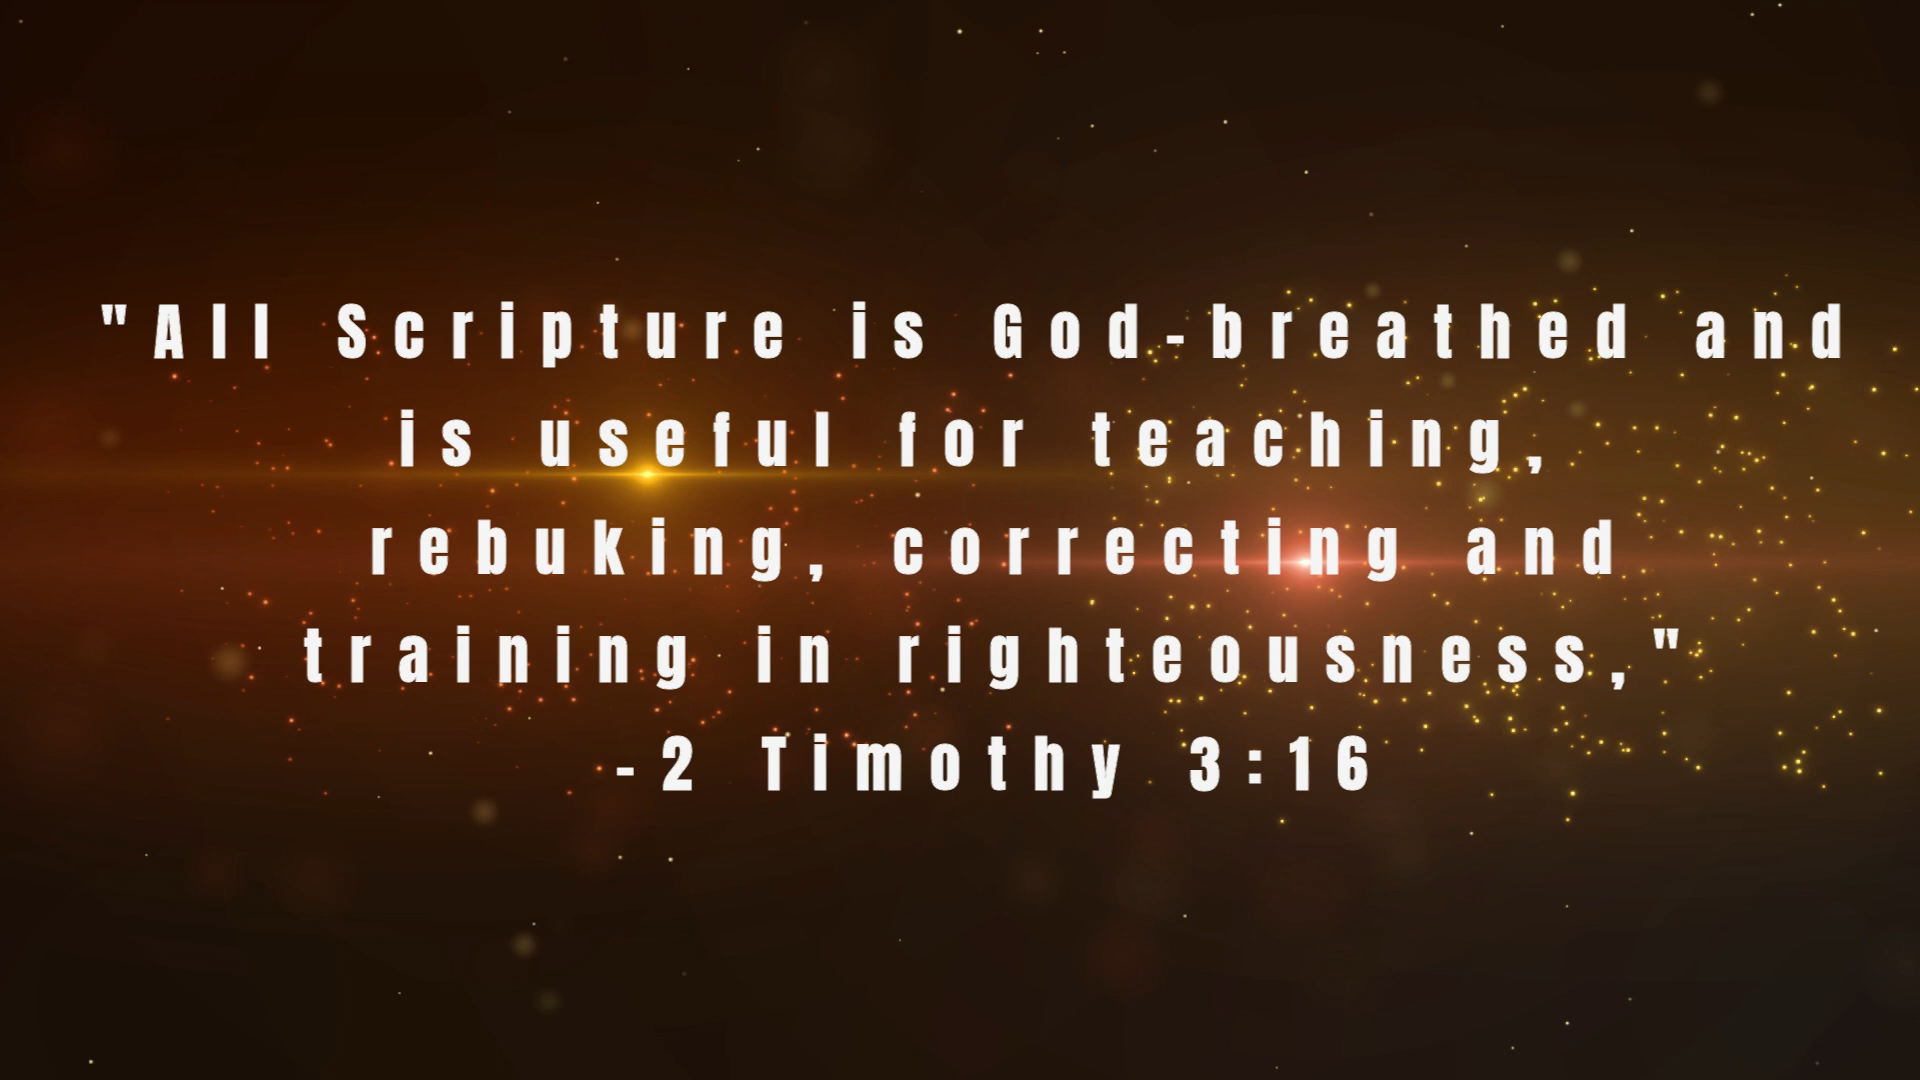 "All Scripture is God-breathed and
is useful for teaching,
rebuking, correcting and
training in righteousness,"
-2 Timothy 3:16